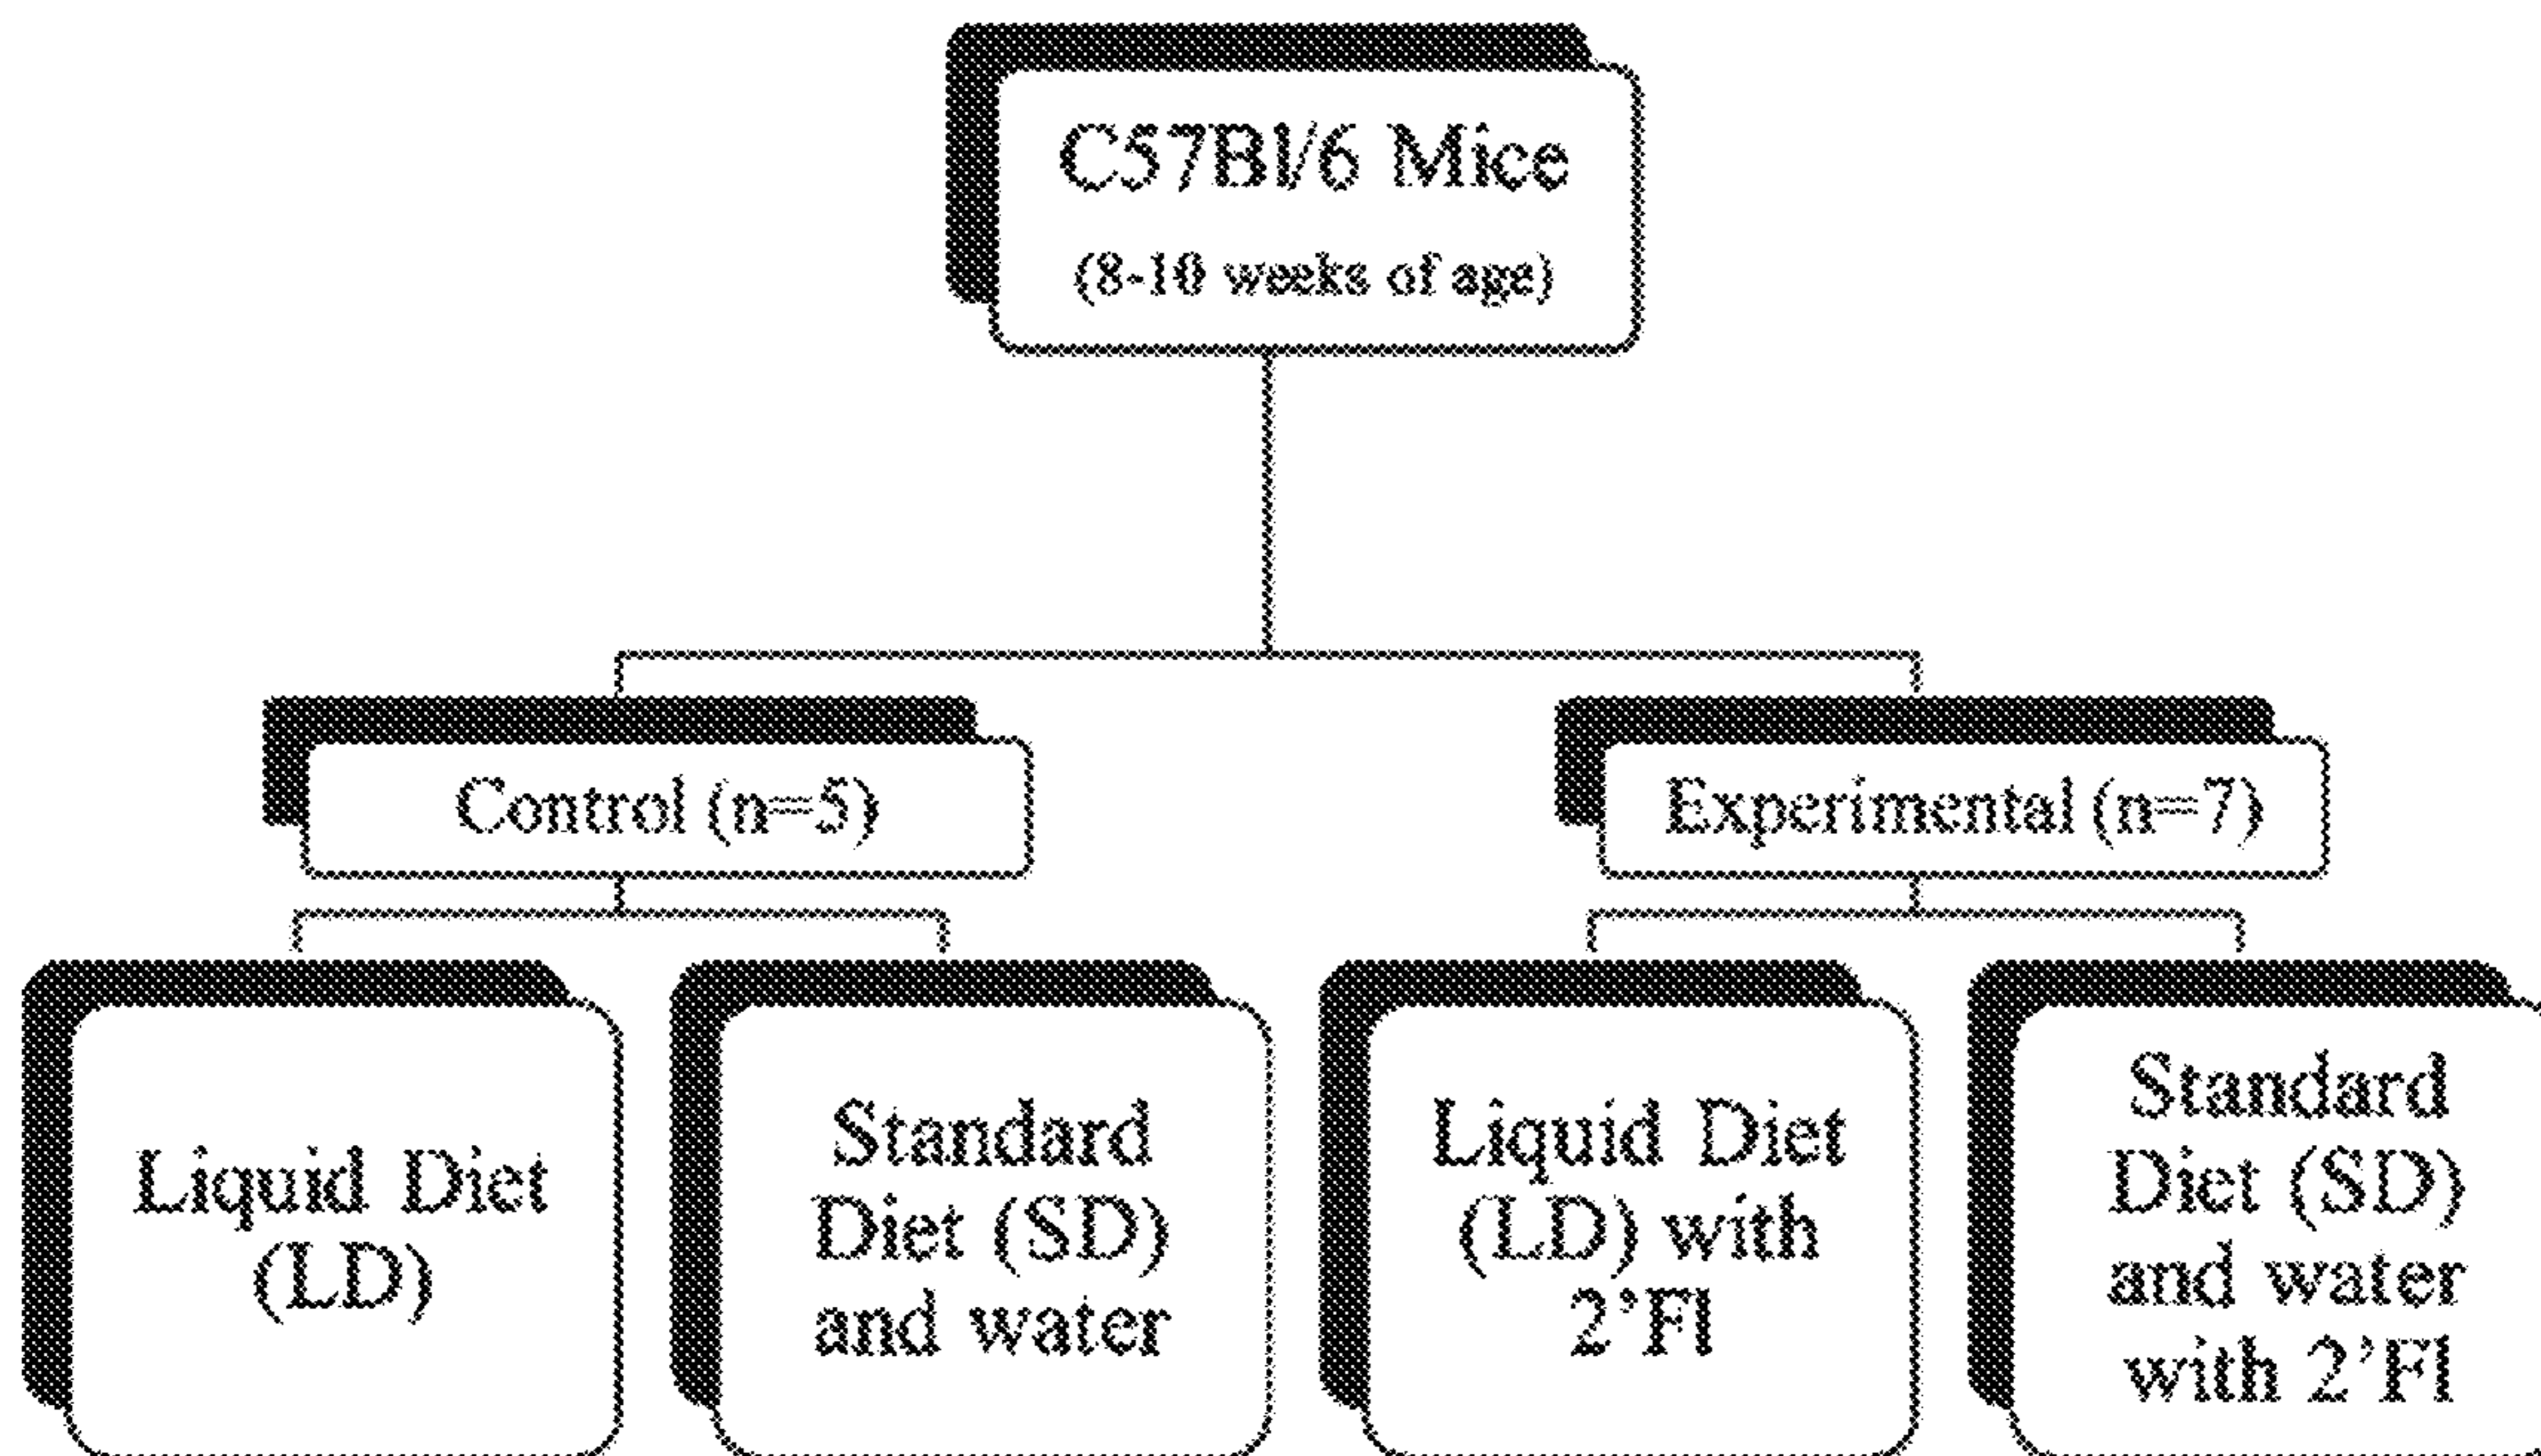 C57Bl/6 Mice
(8-10 weeks of age)
Control (n=5)
Experimental (n=7)
Liquid Diet
(LD)
Standard
Diet (SD)
and water
Liquid Diet
(LD) with
2’Fl
Standard
Diet (SD)
and water
with 2’Fl